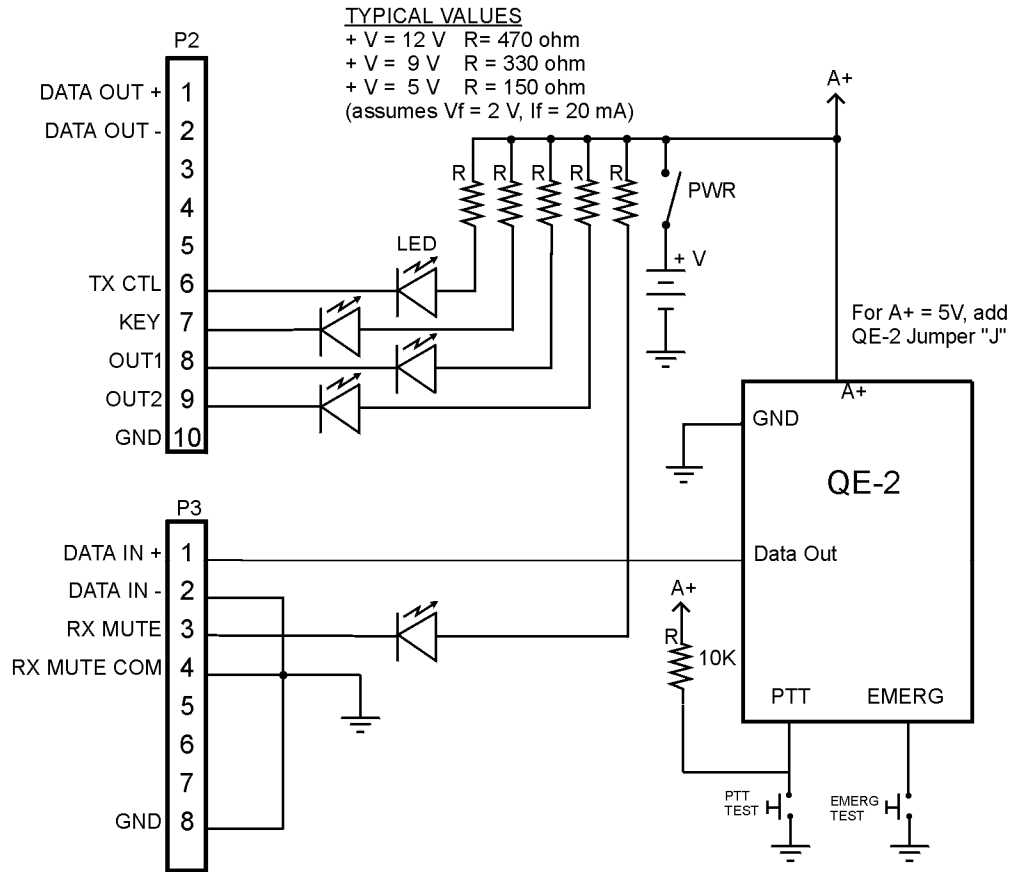 TYPICAL VALUES
+ V = 12 V R= 470 ohm
+ V = 9 V R = 330 ohm
+ V = 5 V R = 150 ohm
(assumes Vf = 2 V, If = 20 mA)
P2
DATA OUT + 1
DATA OUT - 2
3
4
5
TX CTL 6
KEY 7
OUT1 8
OUT2 9
GND 10
LED
R R R R R
PWR
+ V
A+
For A+ = 5V, add
QE-2 Jumper "J"
A+
GND
QE-2
Data Out
PTT EMERG
P3
DATA IN + 1
DATA IN - 2
RX MUTE 3
RX MUTE COM 4
5
6
7
GND 8
A+
R
10K
PTT
TEST
EMERG
TEST